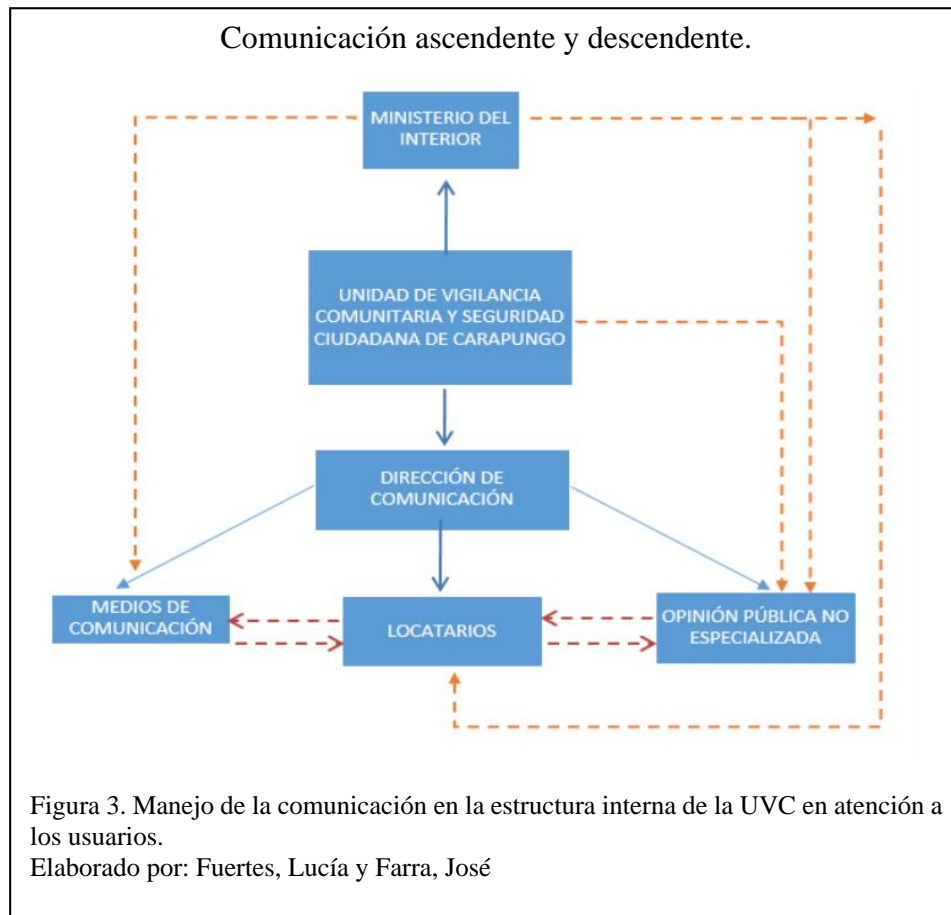 Comunicación ascendente y descendente.
MINISTERIO DEL
INTERIOR
UNIDAD DE VIGILANCIA
COMUNITARIA Y SEGURIDAD
CIUDADANA DE CARAPUNGO
DIRECCIÓN DE
COMUNICACIÓN
MEDIOS DE
COMUNICACIÓN
LOCATARIOS
OPINIÓN PÚBLICA NO
ESPECIALIZADA
Figura 3. Manejo de la comunicación en la estructura interna de la UVC en atención a
los usuarios.
Elaborado por: Fuertes, Lucía y Farra, José